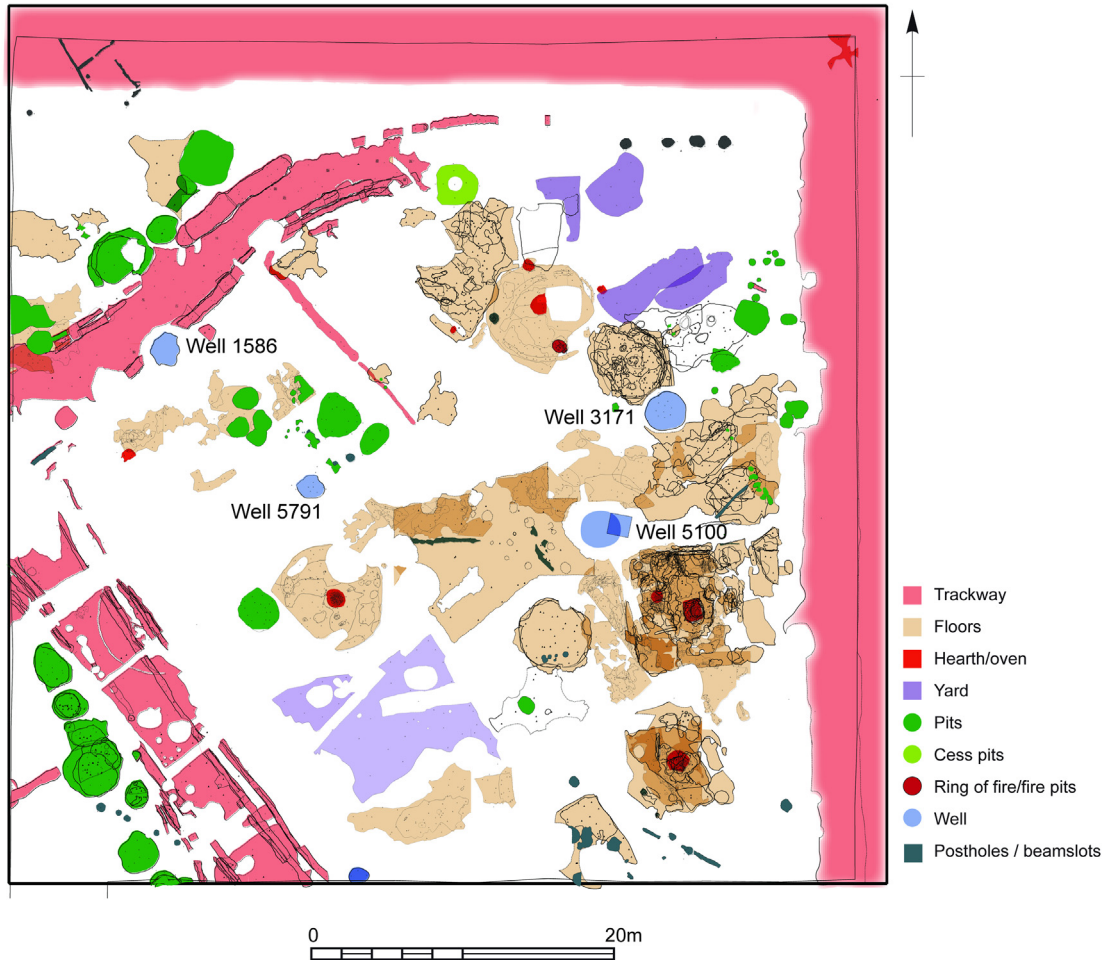 Well 1586
Well 3171
Well 5791
Well 5100
Trackway
Floors
Hearth/oven
Yard
Pits
Cess pits
Ring of fire/fire pits
Well
Postholes / beamslots
0 20m